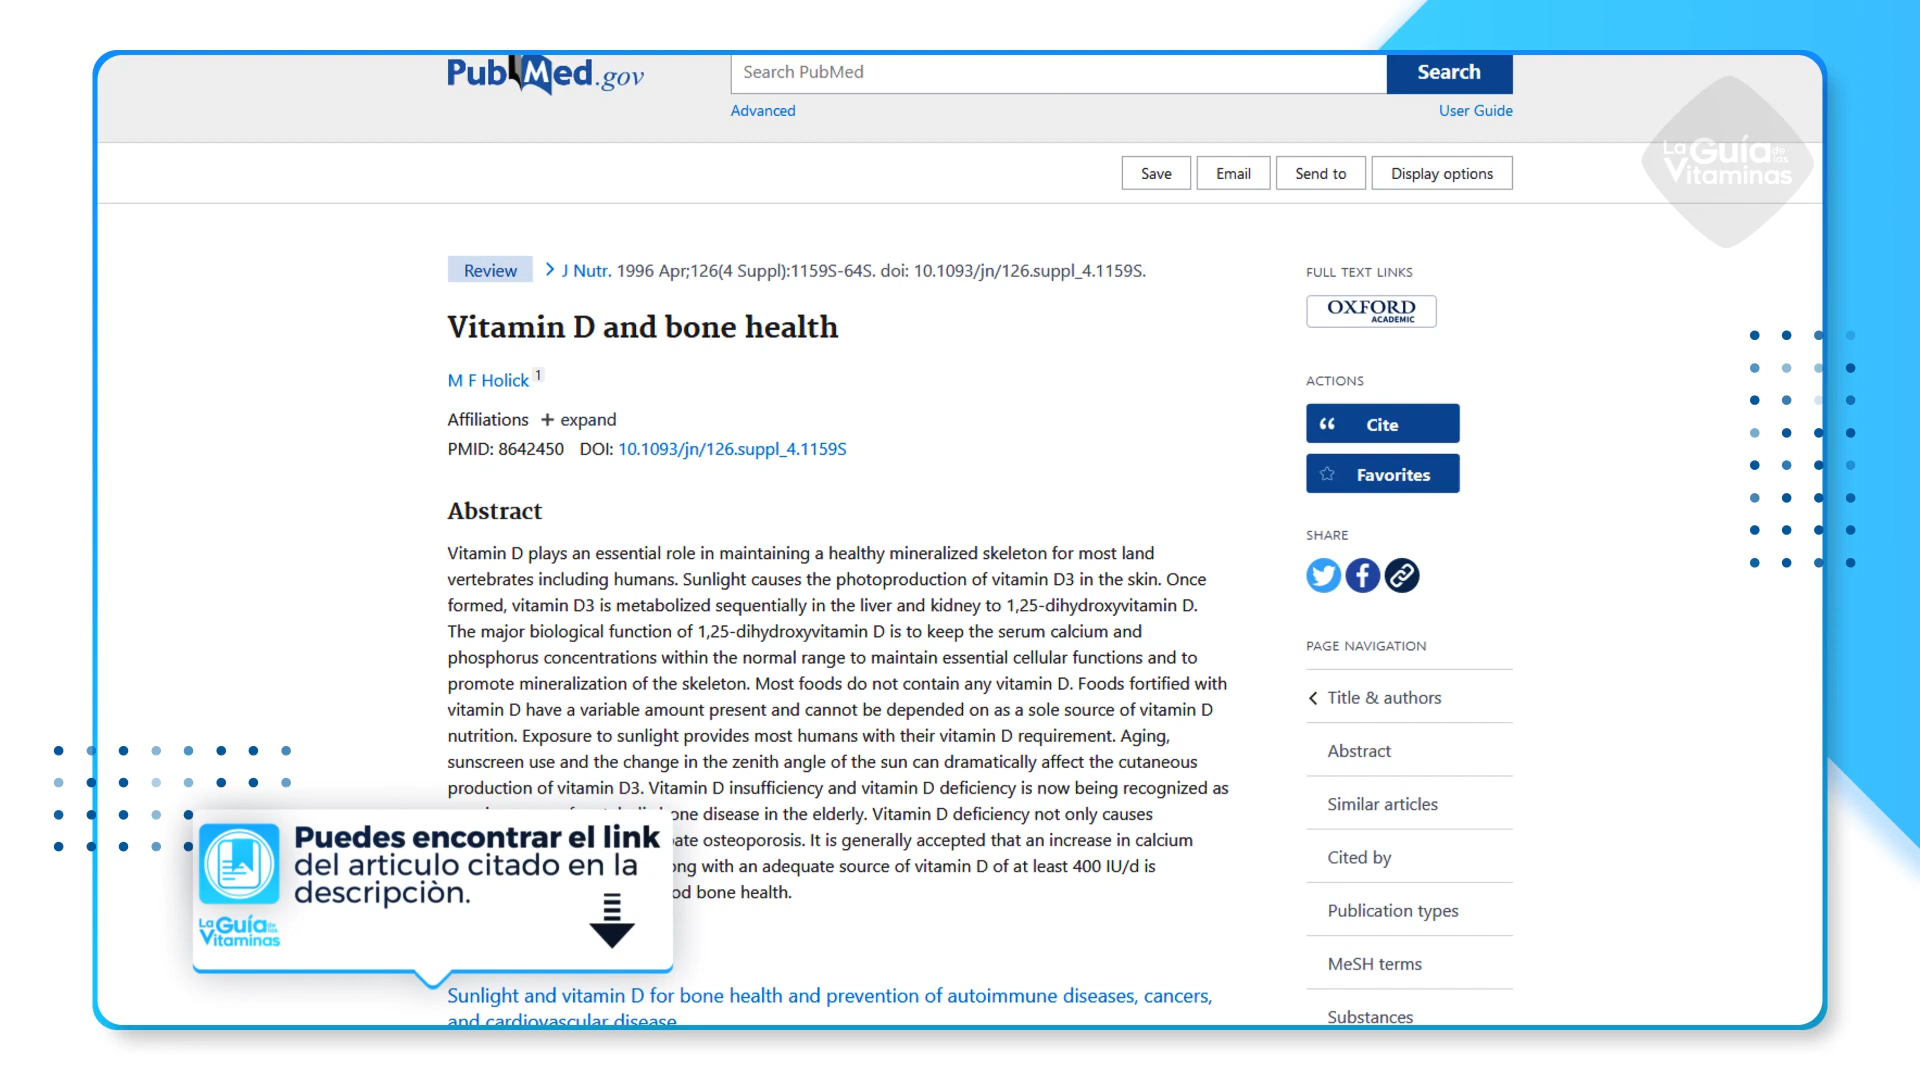 PubMed.gov
Search PubMed
Search
Advanced
User Guide
La Guía de las Vitaminas
Save
Email
Send to
Display options
Review
J Nutr. 1996 Apr;126(4 Suppl):1159S-64S. doi: 10.1093/jn/126.suppl_4.1159S.
Vitamin D and bone health
M F Holick 1
Affiliations + expand
PMID: 8642450 DOI: 10.1093/jn/126.suppl_4.1159S
Abstract
Vitamin D plays an essential role in maintaining a healthy mineralized skeleton for most land
vertebrates including humans. Sunlight causes the photoproduction of vitamin D3 in the skin. Once
formed, vitamin D3 is metabolized sequentially in the liver and kidney to 1,25-dihydroxyvitamin D.
The major biological function of 1,25-dihydroxyvitamin D is to keep the serum calcium and
phosphorus concentrations within the normal range to maintain essential cellular functions and to
promote mineralization of the skeleton. Most foods do not contain any vitamin D. Foods fortified with
vitamin D have a variable amount present and cannot be depended on as a sole source of vitamin D
nutrition. Exposure to sunlight provides most humans with their vitamin D requirement. Aging,
sunscreen use and the change in the zenith angle of the sun can dramatically affect the cutaneous
production of vitamin D3. Vitamin D insufficiency and vitamin D deficiency is now being recognized as
one disease in the elderly. Vitamin D deficiency not only causes
ate osteoporosis. It is generally accepted that an increase in calcium
ng with an adequate source of vitamin D of at least 400 IU/d is
od bone health.
Sunlight and vitamin D for bone health and prevention of autoimmune diseases, cancers,
and cardiovascular disease
FULL TEXT LINKS
OXFORD
ACADEMIC
ACTIONS
Cite
Favorites
SHARE
PAGE NAVIGATION
Title & authors
Abstract
Similar articles
Cited by
Publication types
MeSH terms
Substances
Puedes encontrar el link
del articulo citado en la
descripciòn.
La Guía de las
Vitaminas